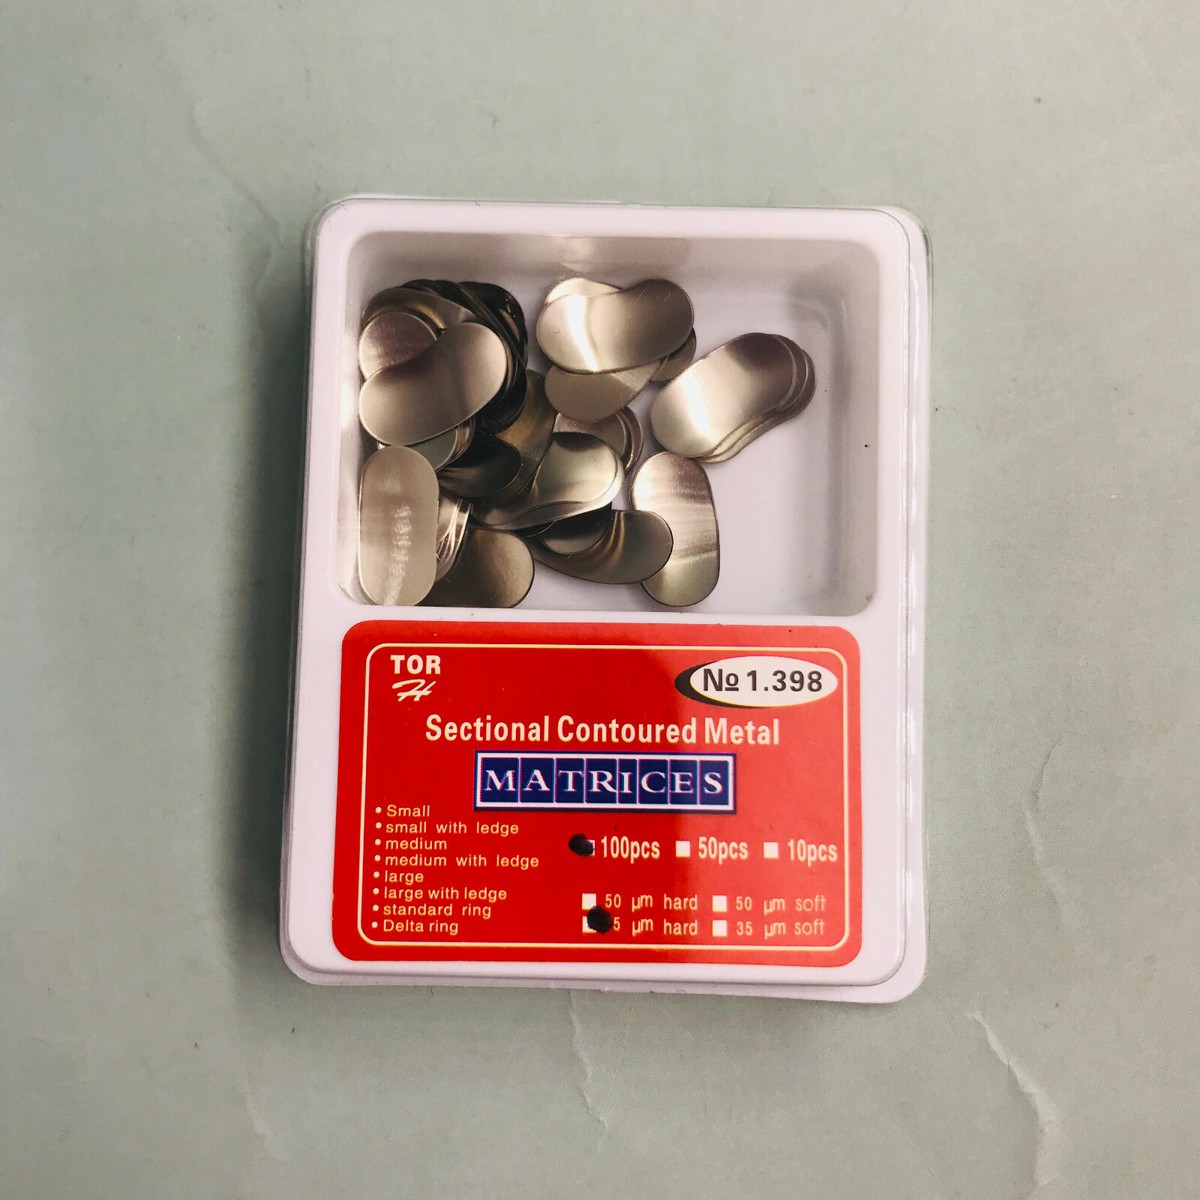 TOR
H
№ 1.398
Sectional Contoured Metal
MATRICES
• Small
• small with ledge
• medium
• medium with ledge
• large
• large with ledge
• standard ring
• Delta ring
100pcs 50pcs 10pcs
50 µm hard 50 µm soft
5 µm hard 35 µm soft